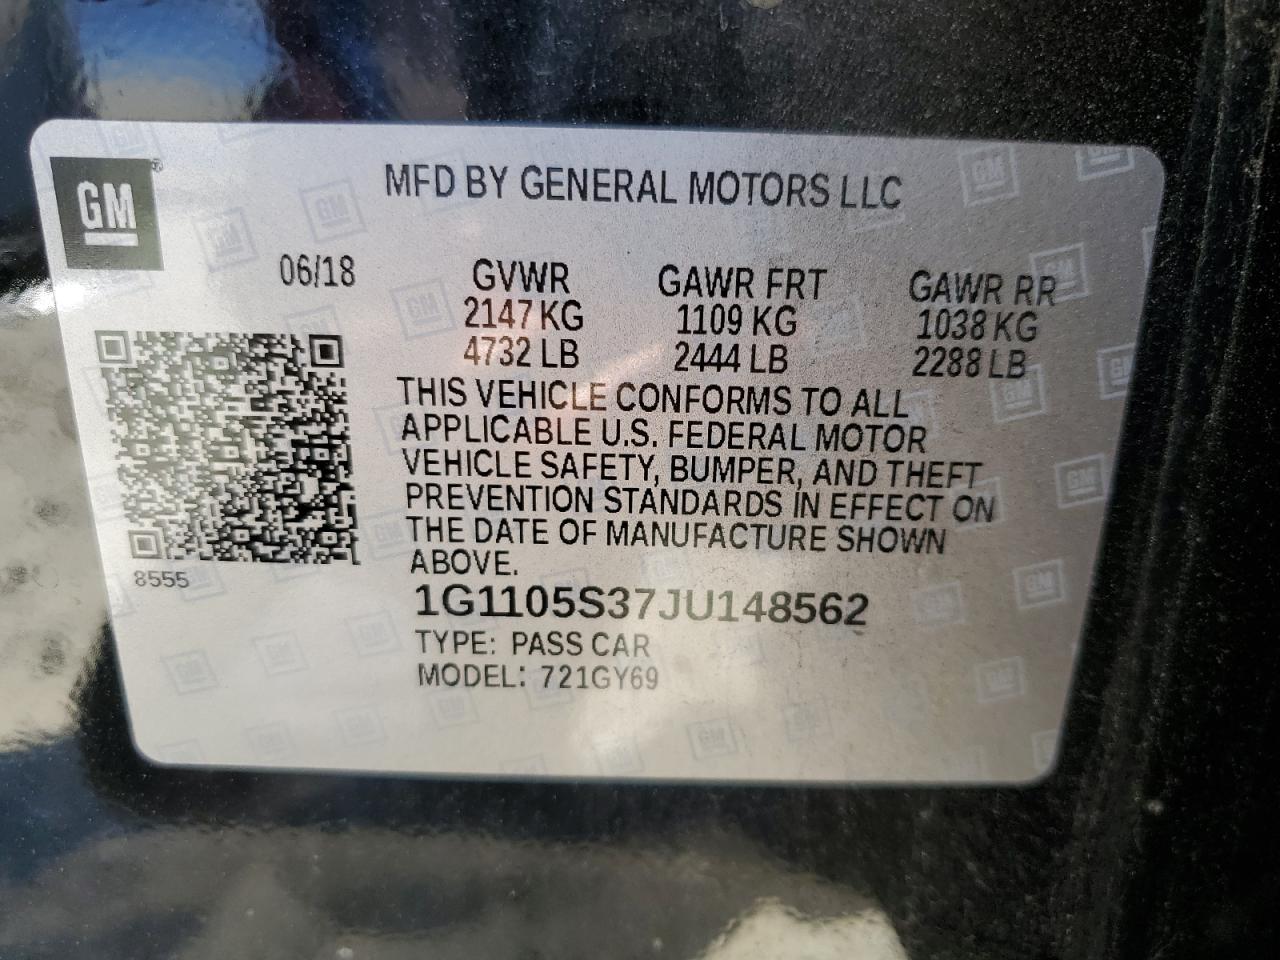 GM
MFD BY GENERAL MOTORS LLC
06/18 GVWR GAWR FRT GAWR RR
2147 KG 1109 KG 1038 KG
4732 LB 2444 LB 2288 LB
THIS VEHICLE CONFORMS TO ALL
APPLICABLE U.S. FEDERAL MOTOR
VEHICLE SAFETY, BUMPER, AND THEFT
PREVENTION STANDARDS IN EFFECT ON
THE DATE OF MANUFACTURE SHOWN
ABOVE.
8555
1G1105S37JU148562
TYPE: PASS CAR
MODEL: 721GY69